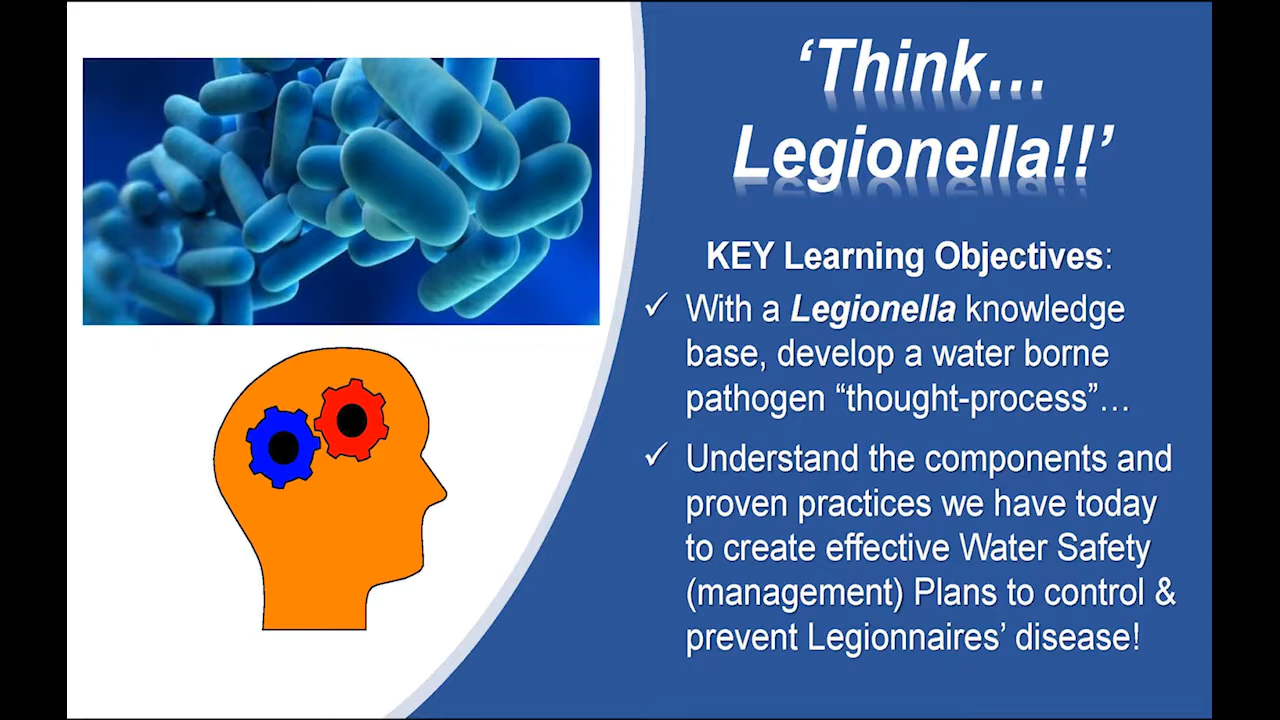 ‘Think…
Legionella!!’
KEY Learning Objectives:
✓ With a Legionella knowledge
base, develop a water borne
pathogen “thought-process”…
✓ Understand the components and
proven practices we have today
to create effective Water Safety
(management) Plans to control &
prevent Legionnaires’ disease!